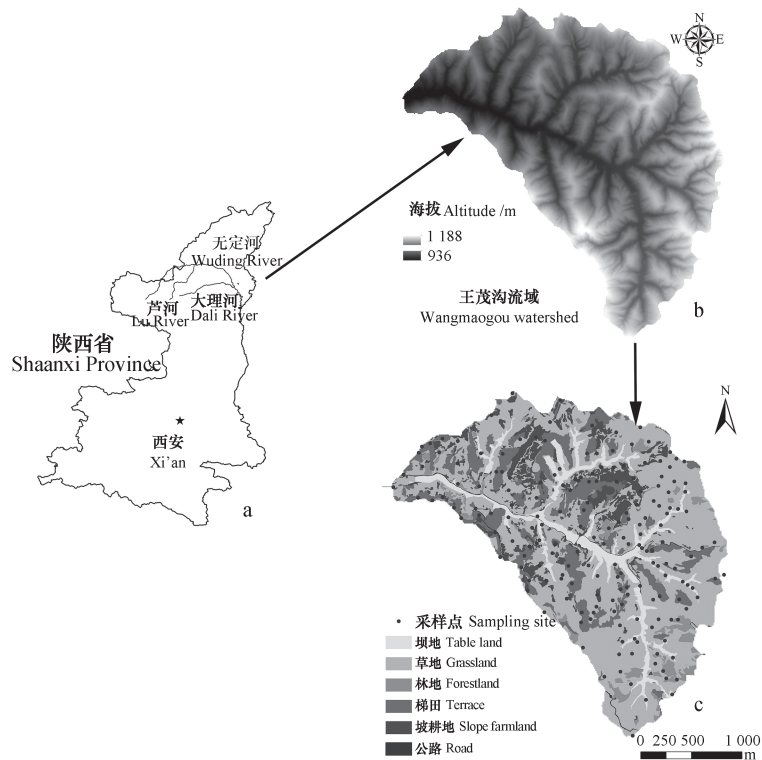 N
W E
S
海拔 Altitude /m
1 188
936
王茂沟流域
Wangmaogou watershed
b
无定河
Wuding River
芦河
Lu River
大理河
Dali River
陕西省
Shaanxi Province
西安
Xi'an
a
N
采样点 Sampling site
坝地 Table land
草地 Grassland
林地 Forestland
梯田 Terrace
坡耕地 Slope farmland
公路 Road
c
0 250 500 1 000
m